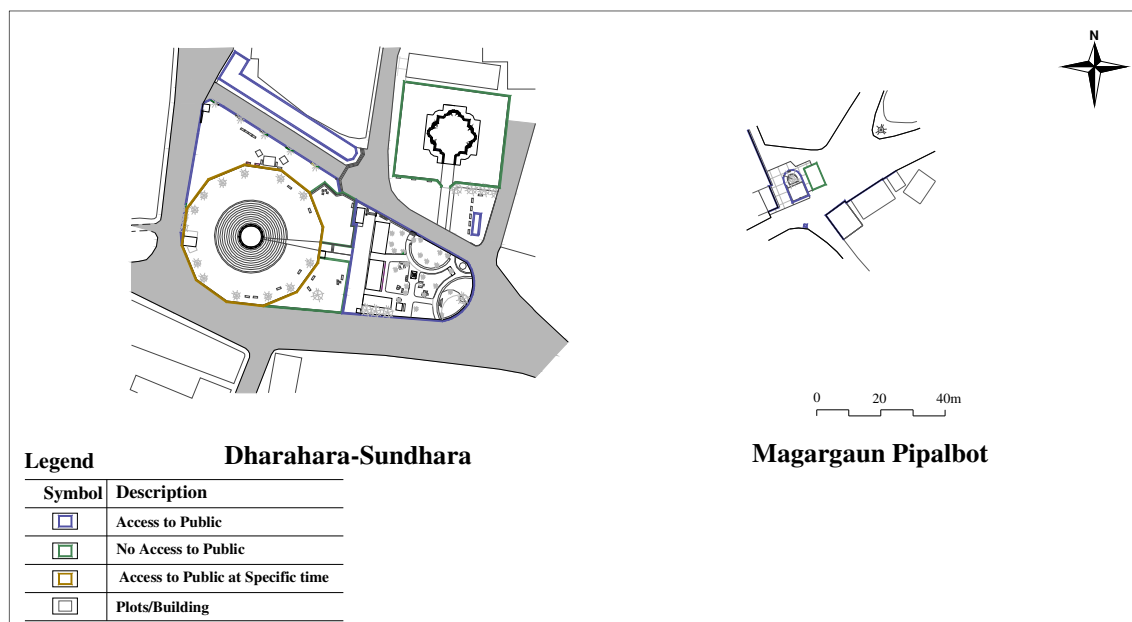 N
0 20 40m
Dharahara-Sundhara
Magargaun Pipalbot
Legend
Symbol Description
Access to Public
No Access to Public
Access to Public at Specific time
Plots/Building